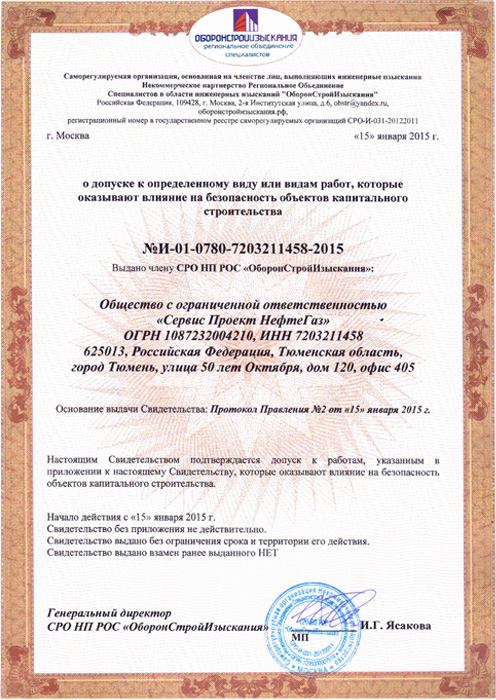 ОБОРОНСТРОЙИЗЫСКАНИЯ
региональное объединение
специалистов
Саморегулируемая организация, основанная на членстве лиц, выполняющих инженерные изыскания
Некоммерческое партнерство Региональное Объединение
Специалистов в области инженерных изысканий "ОборонСтройИзыскания"
Российская Федерация, 109428, г. Москва, 2-я Институтская улица, д.6, obstr@yandex.ru,
оборонстройизыскания.рф,
регистрационный номер в государственном реестре саморегулируемых организаций СРО-И-031-20122011
г. Москва «15» января 2015 г.
о допуске к определенному виду или видам работ, которые
оказывают влияние на безопасность объектов капитального
строительства
№И-01-0780-7203211458-2015
Выдано члену СРО НП РОС «ОборонСтройИзыскания»:
Общество с ограниченной ответственностью
«Сервис Проект НефтеГаз»
ОГРН 1087232004210, ИНН 7203211458
625013, Российская Федерация, Тюменская область,
город Тюмень, улица 50 лет Октября, дом 120, офис 405
Основание выдачи Свидетельства: Протокол Правления №2 от «15» января 2015 г.
Настоящим Свидетельством подтверждается допуск к работам, указанным в
приложении к настоящему Свидетельству, которые оказывают влияние на безопасность
объектов капитального строительства.
Начало действия с «15» января 2015 г.
Свидетельство без приложения не действительно.
Свидетельство выдано без ограничения срока и территории его действия.
Свидетельство выдано взамен ранее выданного НЕТ
Генеральный директор
СРО НП РОС «ОборонСтройИзыскания» И.Г. Ясакова
МП
МОСКВА